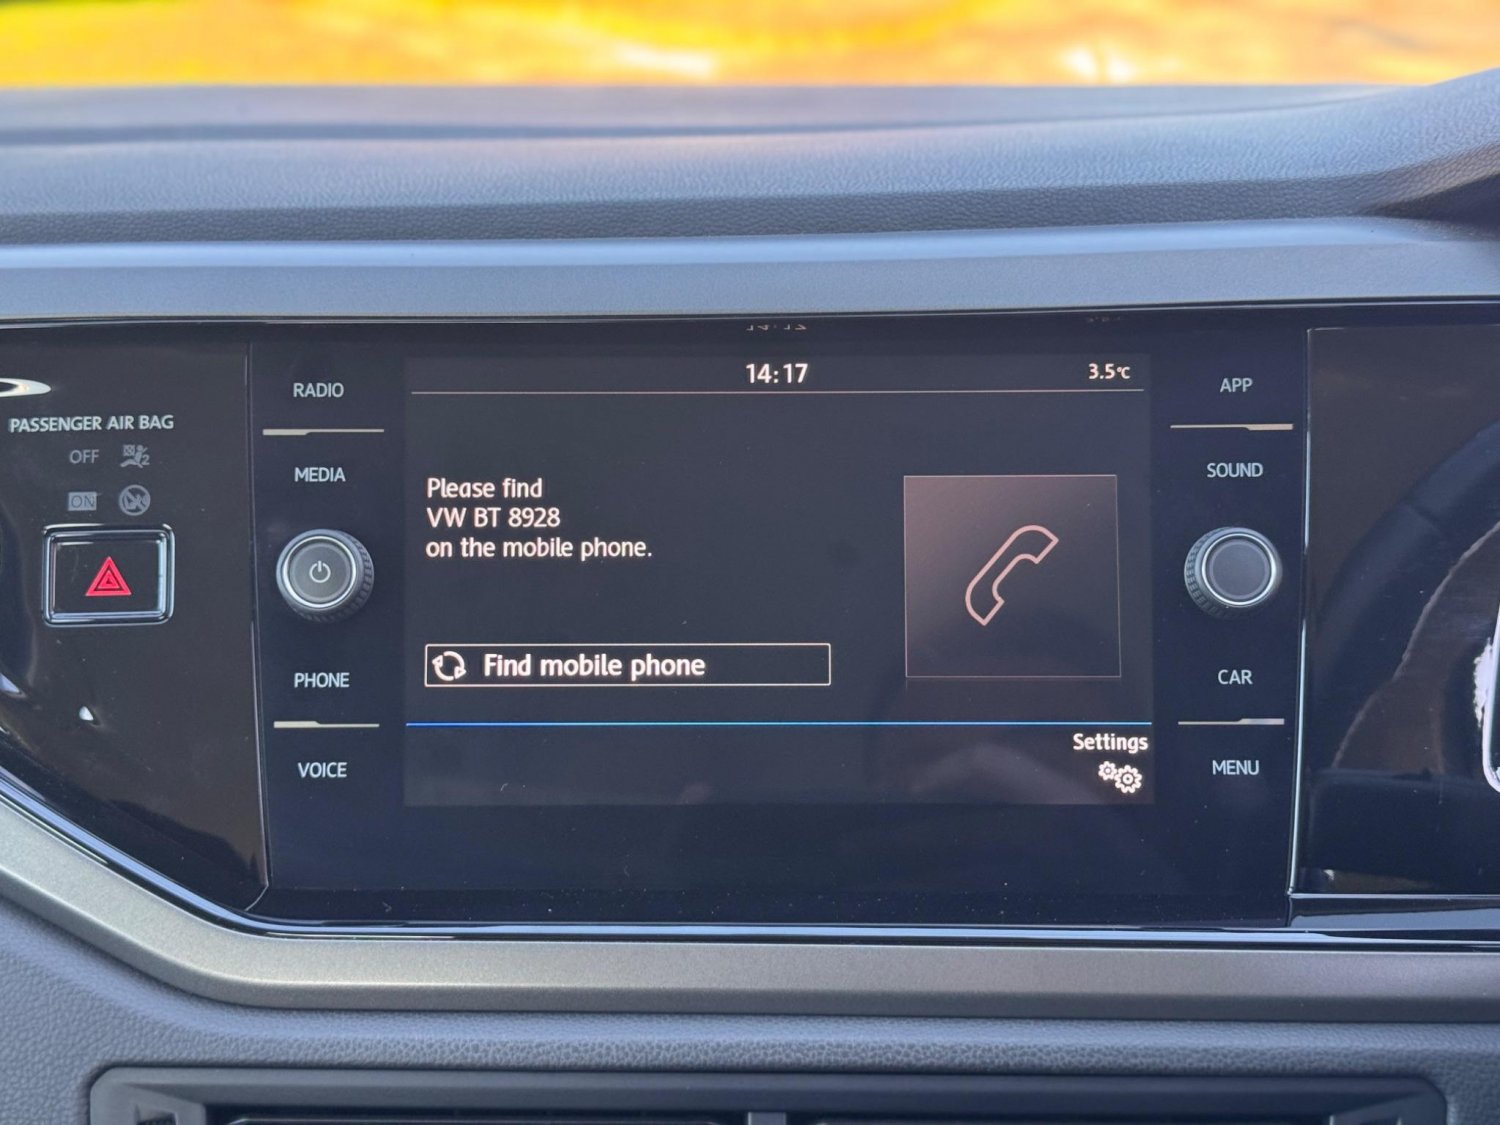 14:17
3.5°C
RADIO
APP
PASSENGER AIR BAG
OFF
2
ON
MEDIA
SOUND
Please find
VW BT 8928
on the mobile phone.
Find mobile phone
PHONE
CAR
Settings
VOICE
MENU